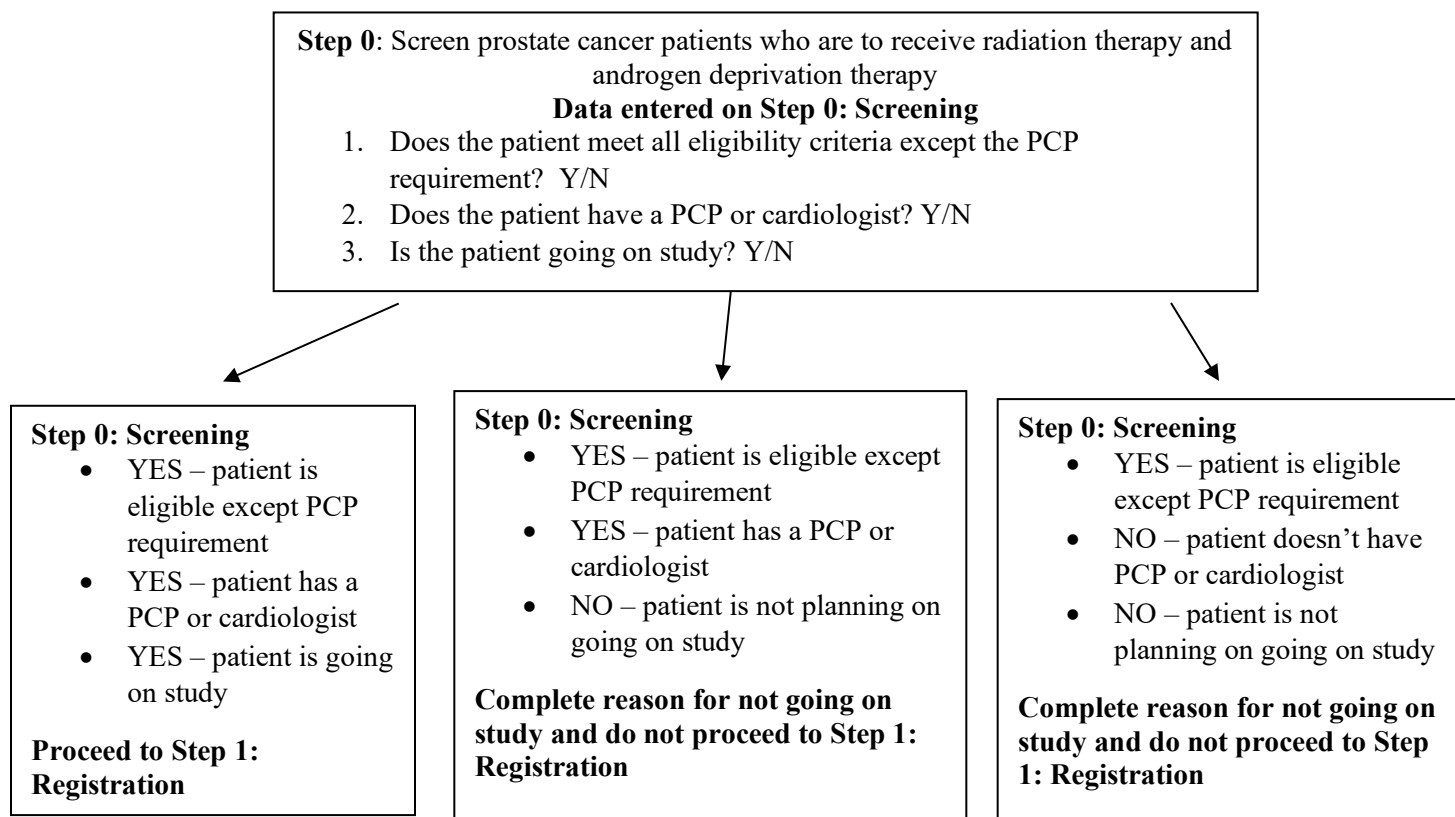 Step 0: Screen prostate cancer patients who are to receive radiation therapy and
androgen deprivation therapy
Data entered on Step 0: Screening
1. Does the patient meet all eligibility criteria except the PCP
requirement?  Y/N
2. Does the patient have a PCP or cardiologist? Y/N
3. Is the patient going on study? Y/N
Step 0: Screening
• YES – patient is
eligible except PCP
requirement
• YES – patient has a
PCP or cardiologist
• YES – patient is going
on study
Proceed to Step 1:
Registration
Step 0: Screening
• YES – patient is eligible except
PCP requirement
• YES – patient has a PCP or
cardiologist
• NO – patient is not planning on
going on study
Complete reason for not going on
study and do not proceed to Step 1:
Registration
Step 0: Screening
• YES – patient is eligible
except PCP requirement
• NO – patient doesn’t have
PCP or cardiologist
• NO – patient is not
planning on going on study
Complete reason for not going on
study and do not proceed to Step
1: Registration